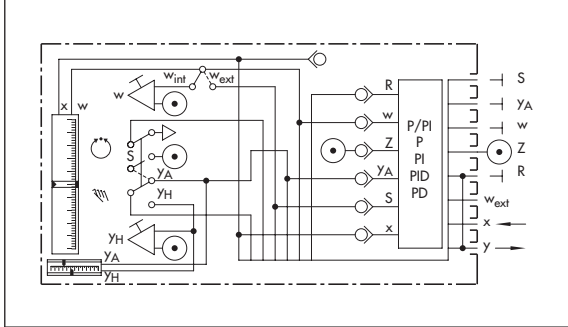 x w
w
w_int w_ext
S
y_A
y_H
y_H
y_A
y_H
R
w
Z
y_A
S
x
P/PI
P
PI
PID
PD
S
y_A
w
Z
R
w_ext
x
y